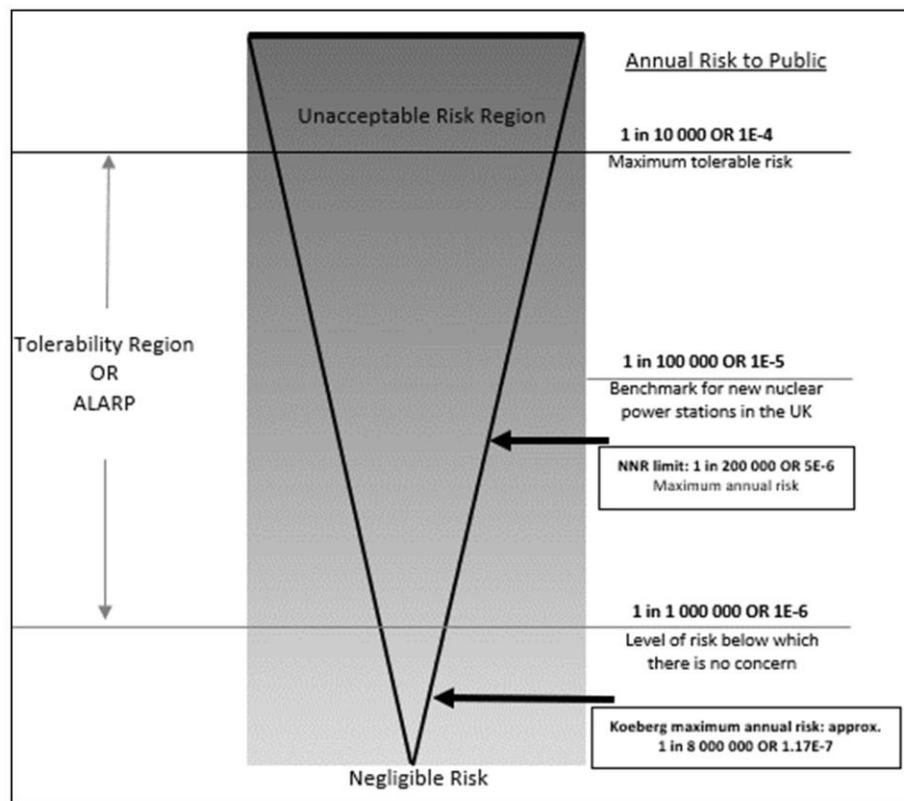 Annual Risk to Public
Unacceptable Risk Region
1 in 10 000 OR 1E-4
Maximum tolerable risk
Tolerability Region
OR
ALARP
1 in 100 000 OR 1E-5
Benchmark for new nuclear
power stations in the UK
NNR limit: 1 in 200 000 OR 5E-6
Maximum annual risk
1 in 1 000 000 OR 1E-6
Level of risk below which
there is no concern
Koeberg maximum annual risk: approx.
1 in 8 000 000 OR 1.17E-7
Negligible Risk